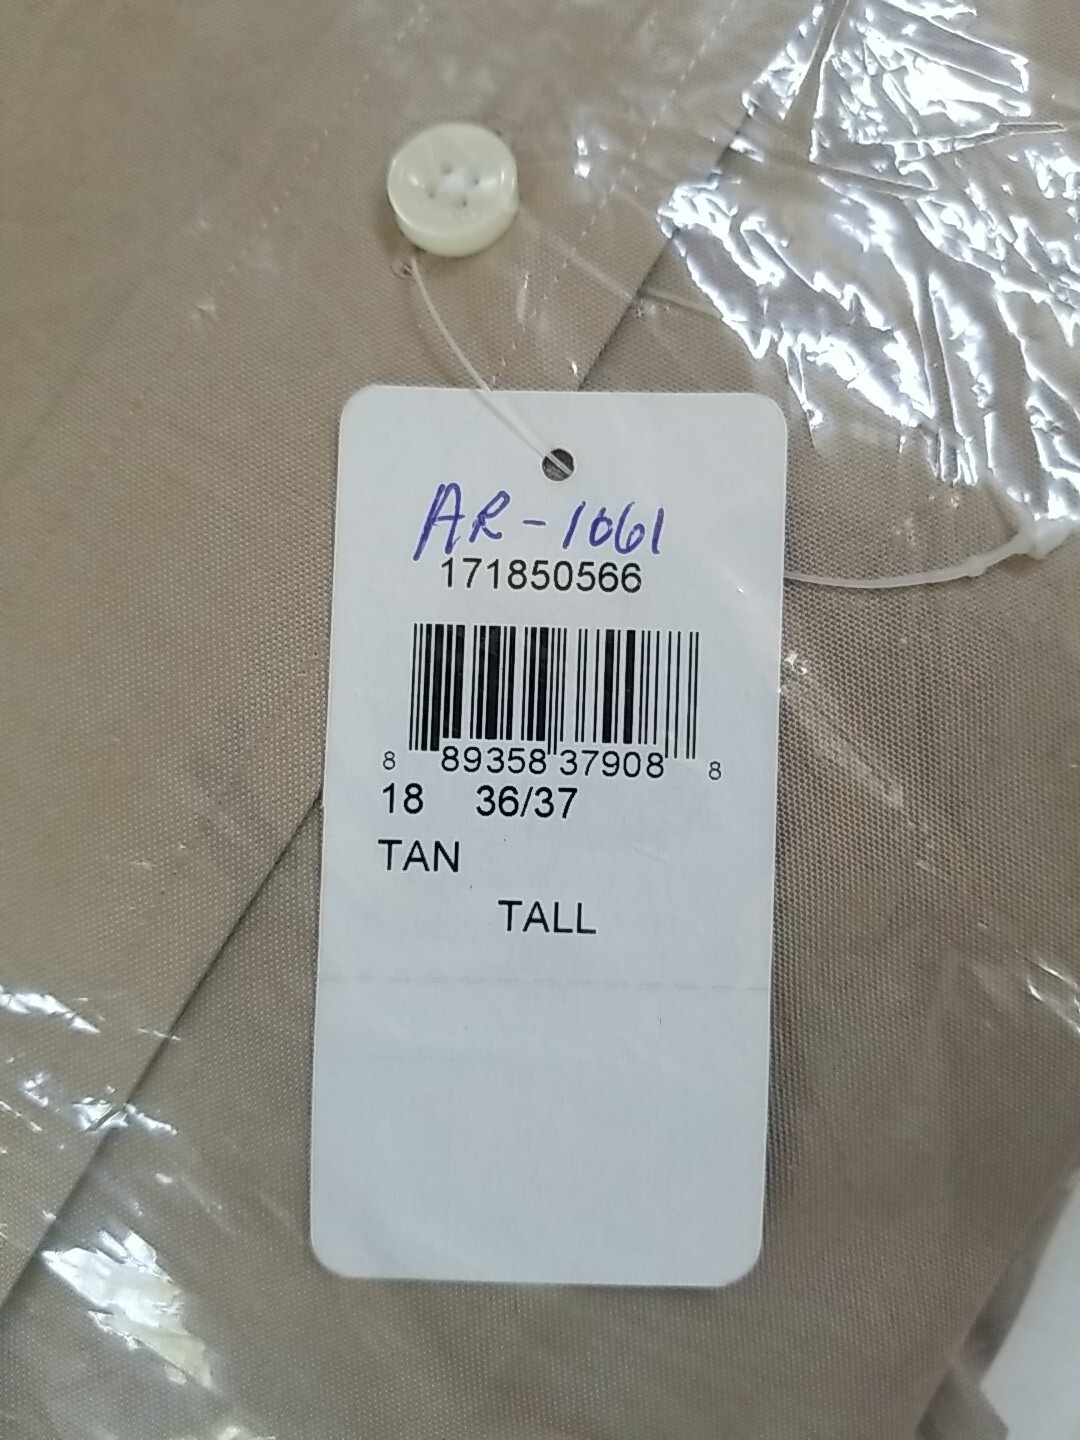 AR-1061
171850566
8 89358 37908 8
18 36/37
TAN
TALL